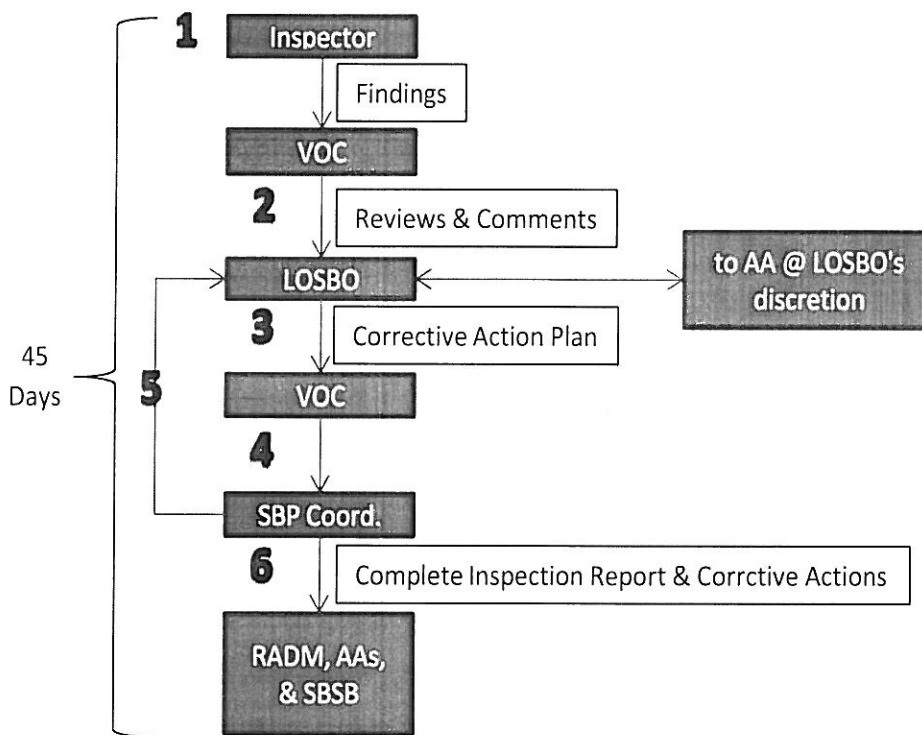 1
Inspector
Findings
VOC
2
Reviews & Comments
LOSBO
to AA @ LOSBO's
discretion
3
Corrective Action Plan
45
Days
5
VOC
4
SBP Coord.
6
Complete Inspection Report & Corrctive Actions
RADM, AAs,
& SBSB